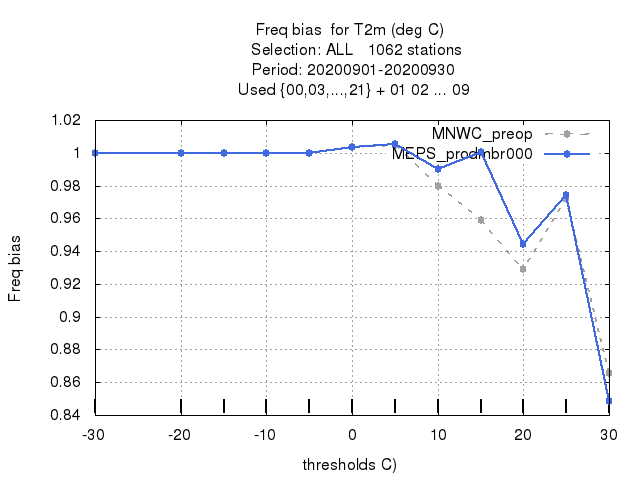 Freq bias  for T2m (deg C)
Selection: ALL   1062 stations
Period: 20200901-20200930
Used {00,03,...,21} + 01 02 ... 09
1.02
1
0.98
0.96
0.94
0.92
0.9
0.88
0.86
0.84
Freq bias
MNWC_preop
MEPS_prodmbr000
-30
-20
-10
0
10
20
30
thresholds C)